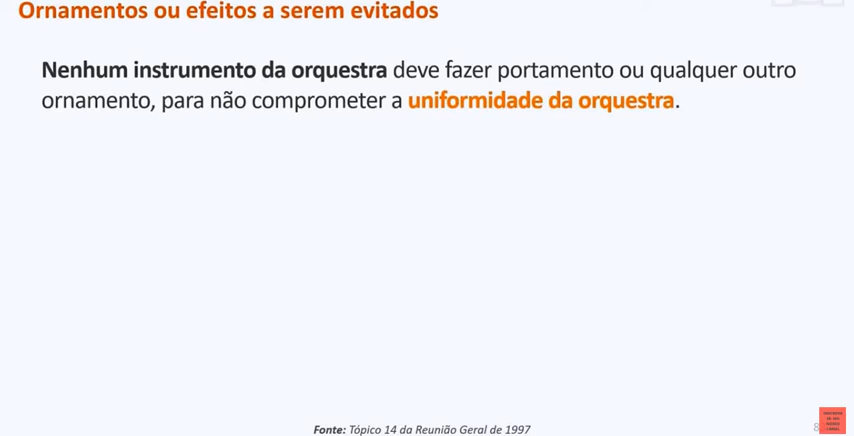 Ornamentos ou efeitos a serem evitados
Nenhum instrumento da orquestra deve fazer portamento ou qualquer outro
ornamento, para não comprometer a uniformidade da orquestra.
Fonte: Tópico 14 da Reunião Geral de 1997
8